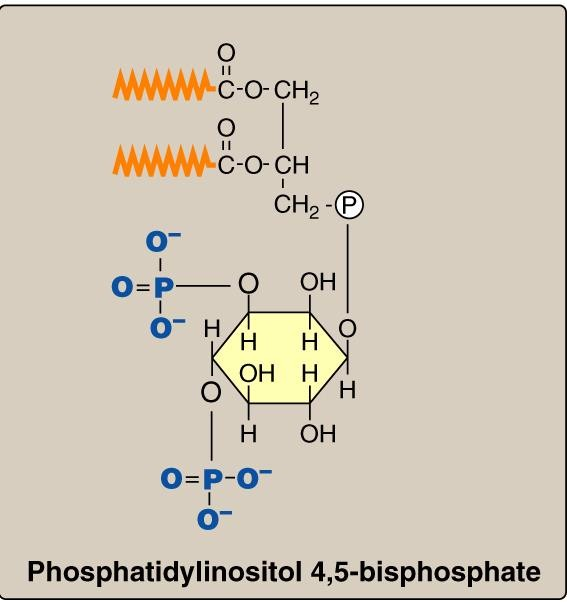 O
C-O-CH2
O
C-O-CH
CH2-P
O−
O=P O OH
O− H O
H H
OH H H
O
H OH
O=P-O−
O−
Phosphatidylinositol 4,5-bisphosphate